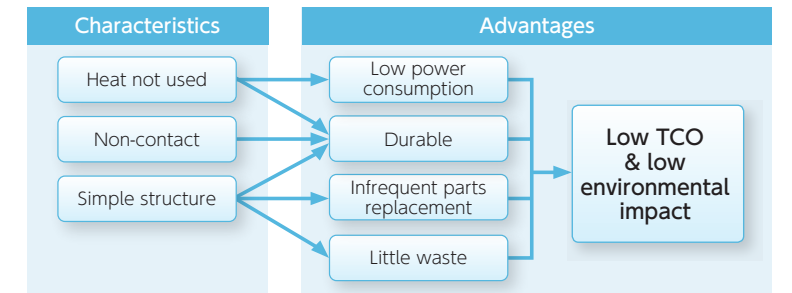 Characteristics
Advantages
Heat not used
Non-contact
Simple structure
Low power
consumption
Durable
Infrequent parts
replacement
Little waste
Low TCO
& low
environmental
impact